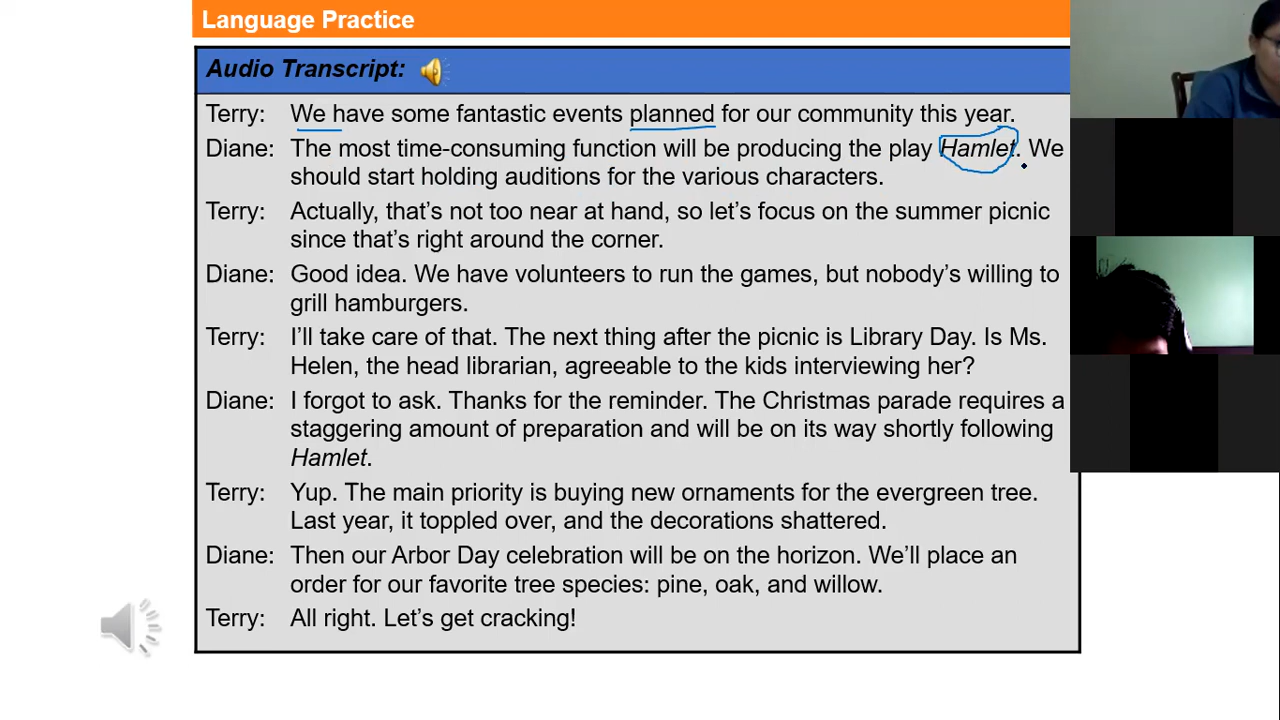 Language Practice
Audio Transcript:
Terry: We have some fantastic events planned for our community this year.
Diane: The most time-consuming function will be producing the play Hamlet. We
should start holding auditions for the various characters.
Terry: Actually, that's not too near at hand, so let's focus on the summer picnic
since that's right around the corner.
Diane: Good idea. We have volunteers to run the games, but nobody's willing to
grill hamburgers.
Terry: I'll take care of that. The next thing after the picnic is Library Day. Is Ms.
Helen, the head librarian, agreeable to the kids interviewing her?
Diane: I forgot to ask. Thanks for the reminder. The Christmas parade requires a
staggering amount of preparation and will be on its way shortly following
Hamlet.
Terry: Yup. The main priority is buying new ornaments for the evergreen tree.
Last year, it toppled over, and the decorations shattered.
Diane: Then our Arbor Day celebration will be on the horizon. We'll place an
order for our favorite tree species: pine, oak, and willow.
Terry: All right. Let's get cracking!